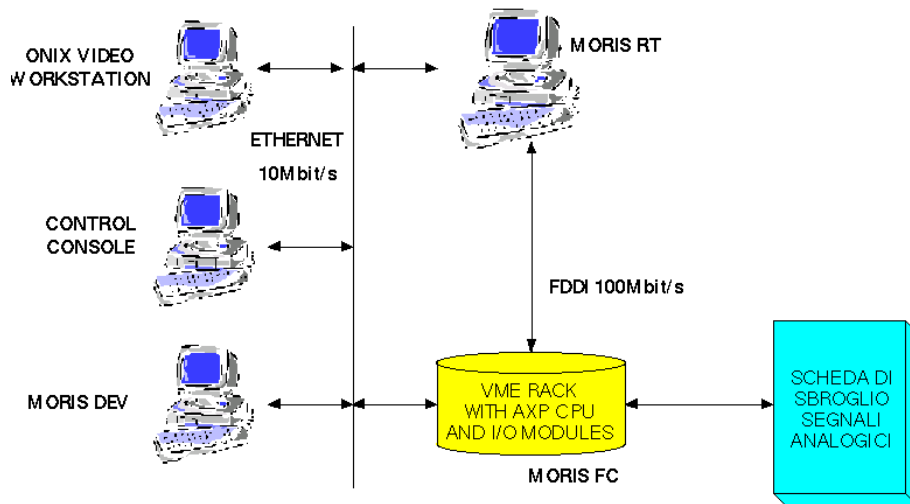 ONIX VIDEO
WORKSTATION
MORIS RT
ETHERNET
10Mbit/s
CONTROL
CONSOLE
FDDI 100Mbit/s
MORIS DEV
VME RACK
WITH AXP CPU
AND I/O MODULES
MORIS FC
SCHEDA DI
SBROGLIO
SEGNALI
ANALOGICI